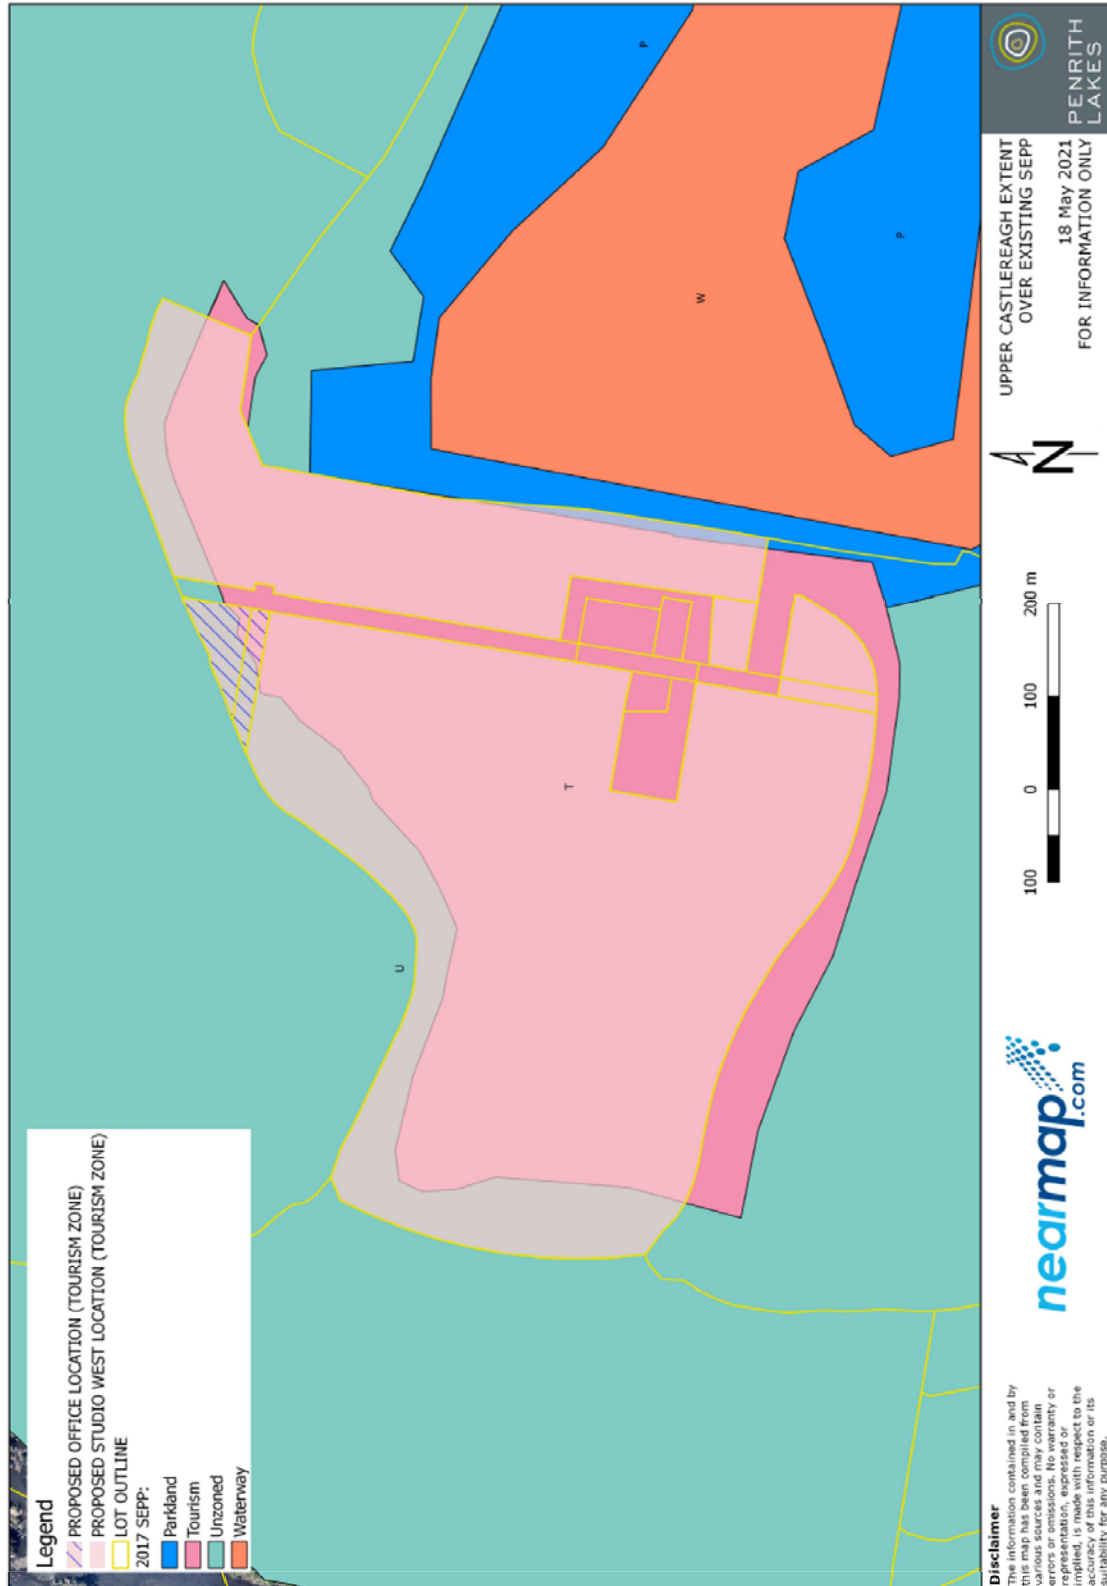 Legend
PROPOSED OFFICE LOCATION (TOURISM ZONE)
PROPOSED STUDIO WEST LOCATION (TOURISM ZONE)
LOT OUTLINE
2017 SEPP:
Parkland
Tourism
Unzoned
Waterway
U
T
W
P
P
Disclaimer
The information contained in and by
this map has been compiled from
various sources and may contain
errors or omissions. No warranty or
representation, expressed or
implied, is made with respect to the
accuracy of this information or its
suitability for any purpose.
nearmap
.com
100 0 100 200 m
N
UPPER CASTLEREAGH EXTENT
OVER EXISTING SEPP
18 May 2021
FOR INFORMATION ONLY
PENRITH
LAKES